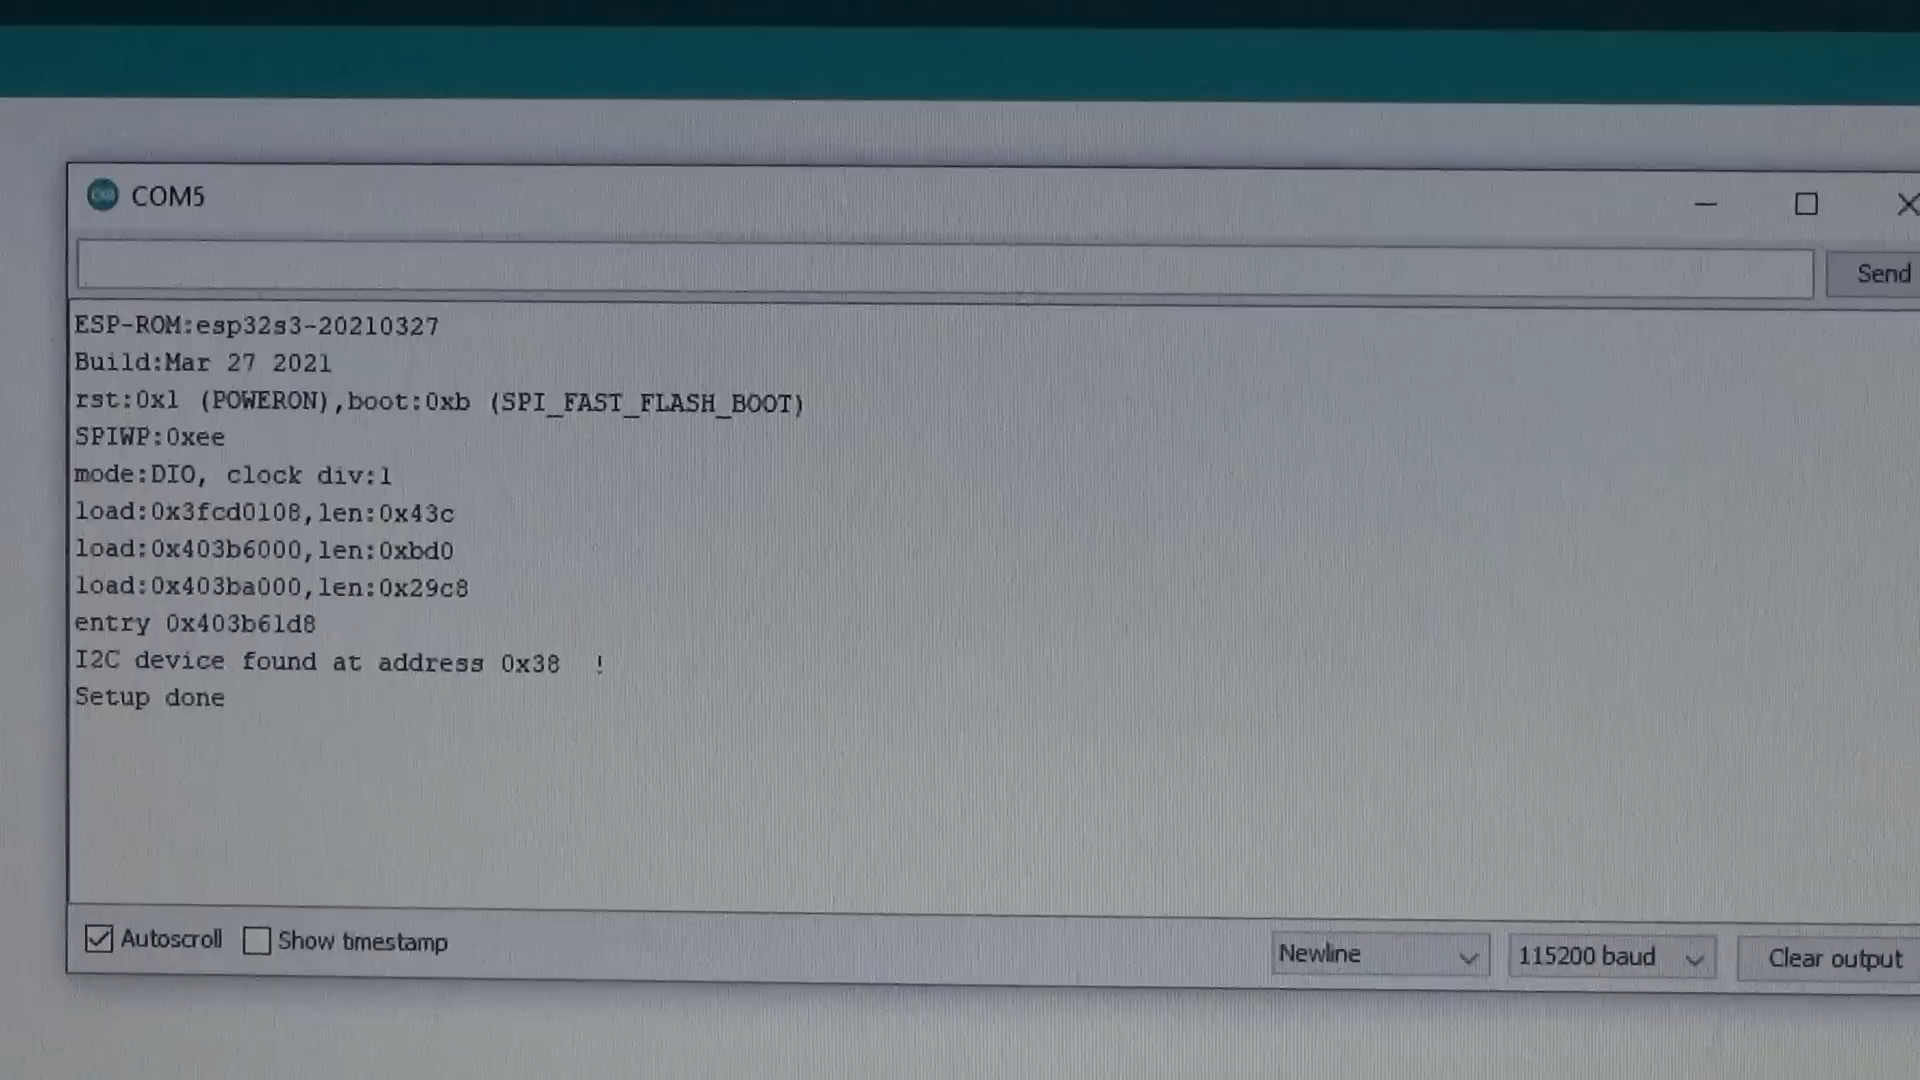 COM5
Send
ESP-ROM:esp32s3-20210327
Build:Mar 27 2021
rst:0x1 (POWERON),boot:0xb (SPI_FAST_FLASH_BOOT)
SPIWP:0xee
mode:DIO, clock div:1
load:0x3fcd0108,len:0x43c
load:0x403b6000,len:0xbd0
load:0x403ba000,len:0x29c8
entry 0x403b61d8
I2C device found at address 0x38  !
Setup done
Autoscroll Show timestamp Newline 115200 baud Clear output